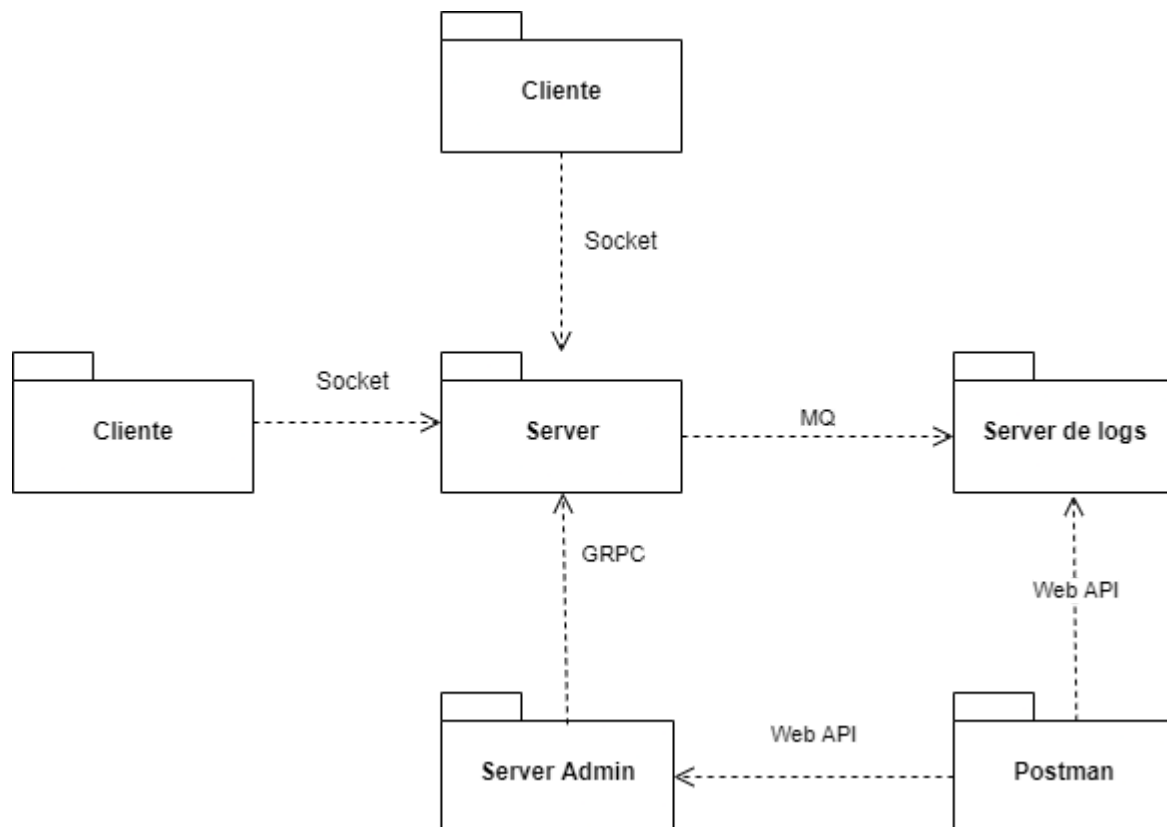 Cliente
Socket
Socket
Cliente
Server
MQ
Server de logs
GRPC
Web API
Web API
Server Admin
Postman